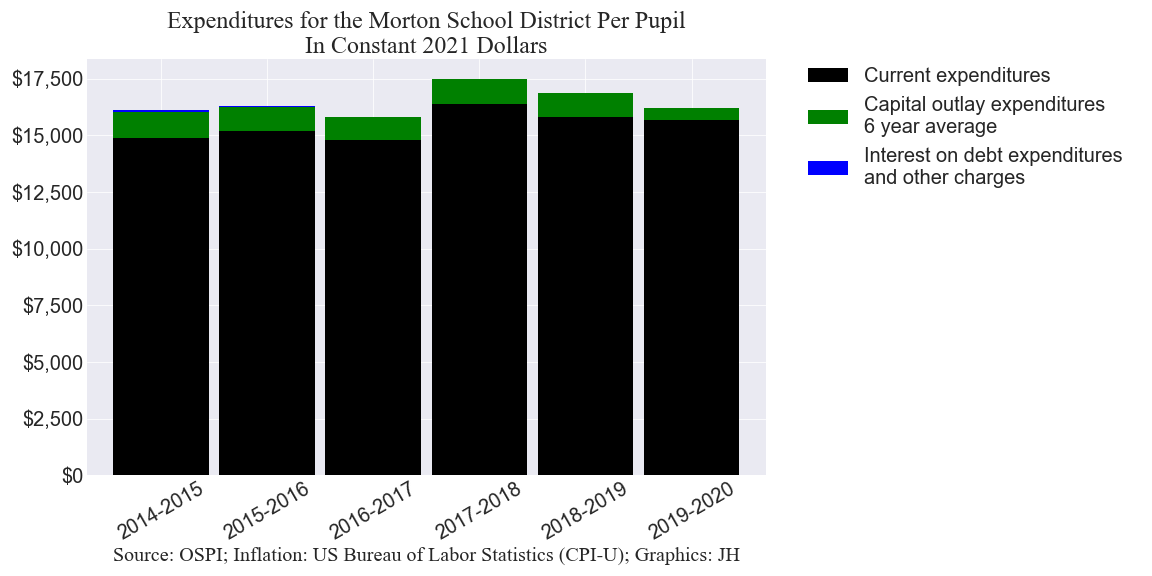 Expenditures for the Morton School District Per Pupil
In Constant 2021 Dollars
$17,500
$15,000
$12,500
$10,000
$7,500
$5,000
$2,500
$0
2014-2015
2015-2016
2016-2017
2017-2018
2018-2019
2019-2020
Current expenditures
Capital outlay expenditures
6 year average
Interest on debt expenditures
and other charges
Source: OSPI; Inflation: US Bureau of Labor Statistics (CPI-U); Graphics: JH